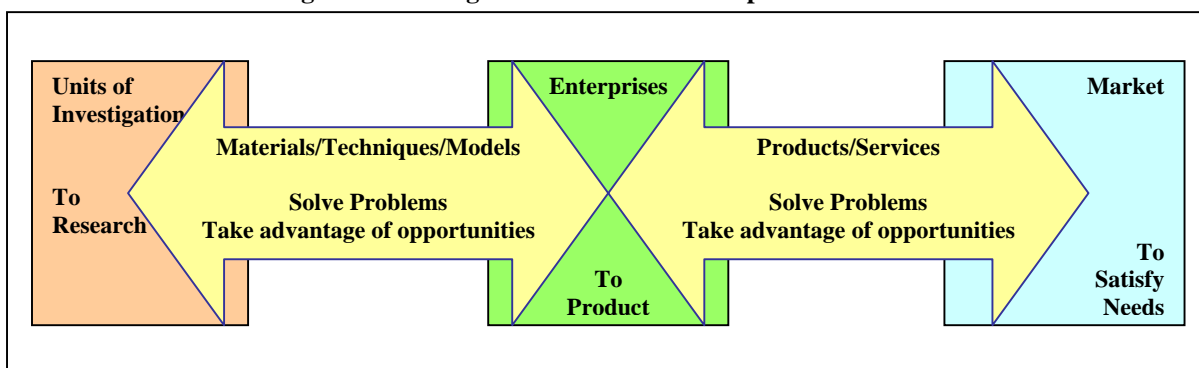 Units of
Investigation
To
Research
Materials/Techniques/Models
Solve Problems
Take advantage of opportunities
Enterprises
To
Product
Products/Services
Solve Problems
Take advantage of opportunities
Market
To
Satisfy
Needs